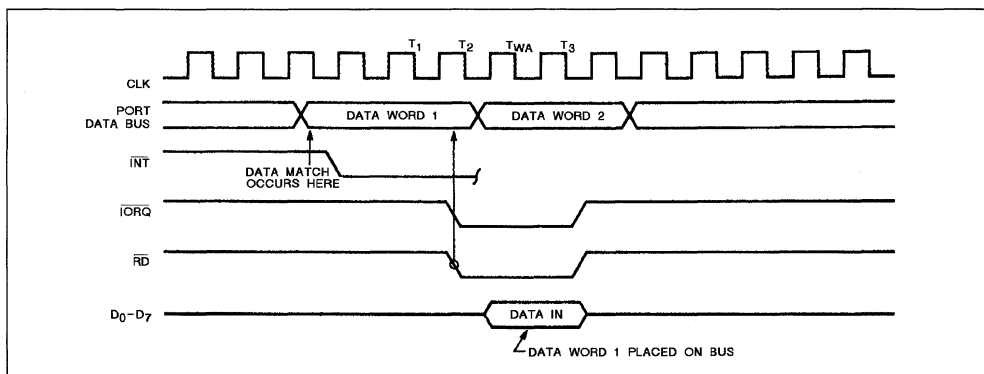 T1 T2 TWA T3
CLK
PORT
DATA BUS
DATA WORD 1 DATA WORD 2
INT
DATA MATCH
OCCURS HERE
IORQ
RD
D0-D7
DATA IN
DATA WORD 1 PLACED ON BUS